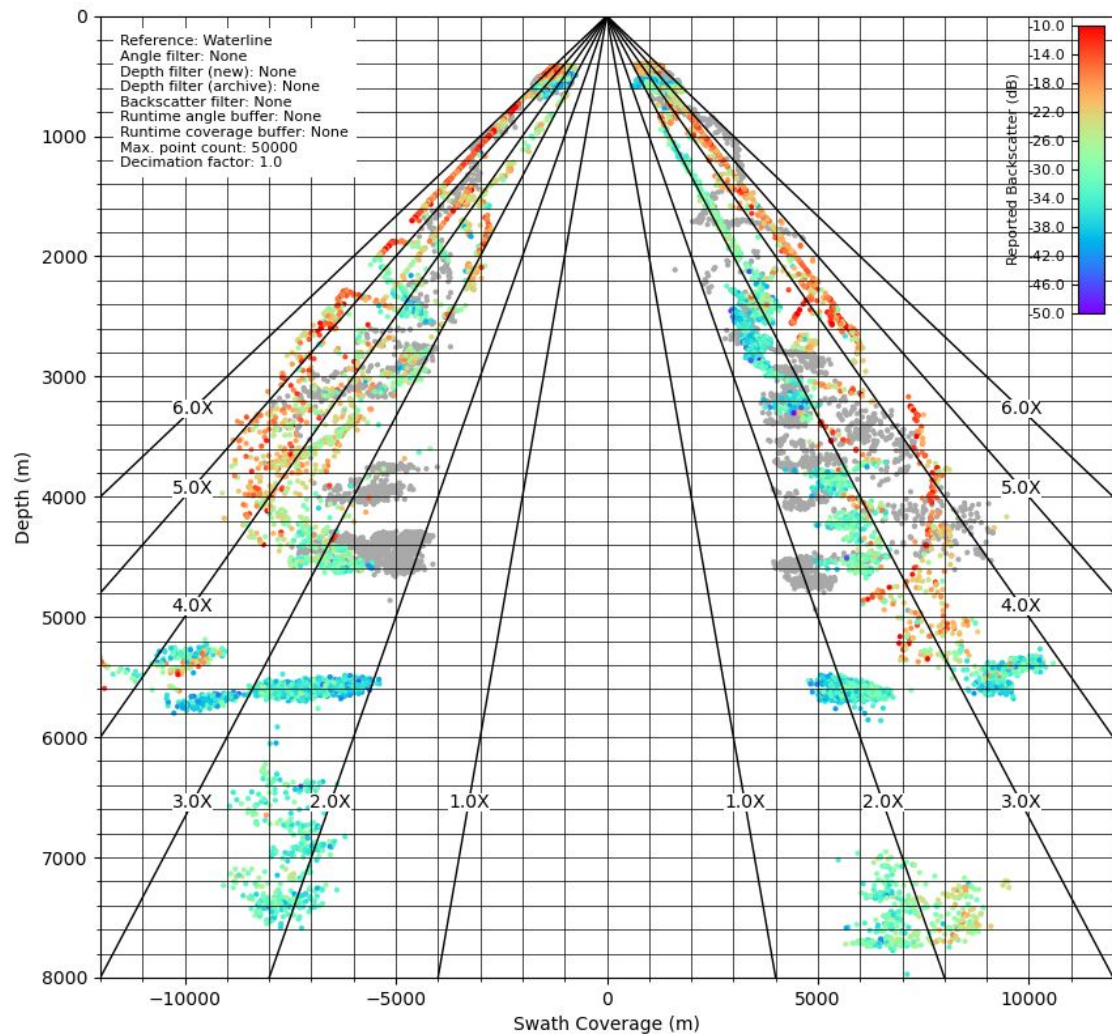 Reference: Waterline
Angle filter: None
Depth filter (new): None
Depth filter (archive): None
Backscatter filter: None
Runtime angle buffer: None
Runtime coverage buffer: None
Max. point count: 50000
Decimation factor: 1.0
Reported Backscatter (dB)
-10.0
-14.0
-18.0
-22.0
-26.0
-30.0
-34.0
-38.0
-42.0
-46.0
-50.0
Depth (m)
0
1000
2000
3000
4000
5000
6000
7000
8000
6.0X
6.0X
5.0X
5.0X
4.0X
4.0X
3.0X
2.0X
1.0X
1.0X
2.0X
3.0X
−10000
−5000
0
5000
10000
Swath Coverage (m)